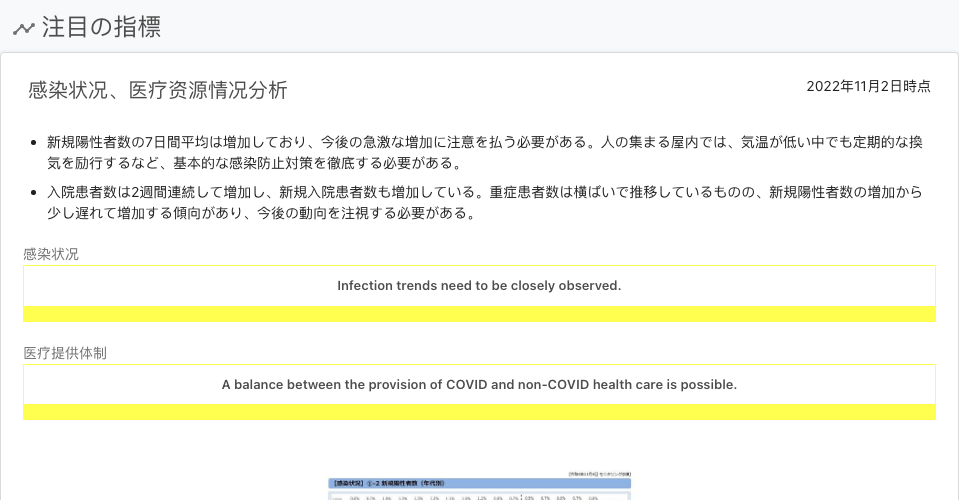 注目の指標
感染状况、医疗资源情况分析
2022年11月2日時点
新規陽性者数の7日間平均は増加しており、今後の急激な増加に注意を払う必要がある。人の集まる屋内では、気温が低い中でも定期的な換
気を励行するなど、基本的な感染防止対策を徹底する必要がある。
入院患者数は2週間連続して増加し、新規入院患者数も増加している。重症患者数は横ばいで推移しているものの、新規陽性者数の増加から
少し遅れて増加する傾向があり、今後の動向を注視する必要がある。
感染状况
Infection trends need to be closely observed.
医疗提供体制
A balance between the provision of COVID and non-COVID health care is possible.
【感染状況】①-2 新規陽性者数（年代別）